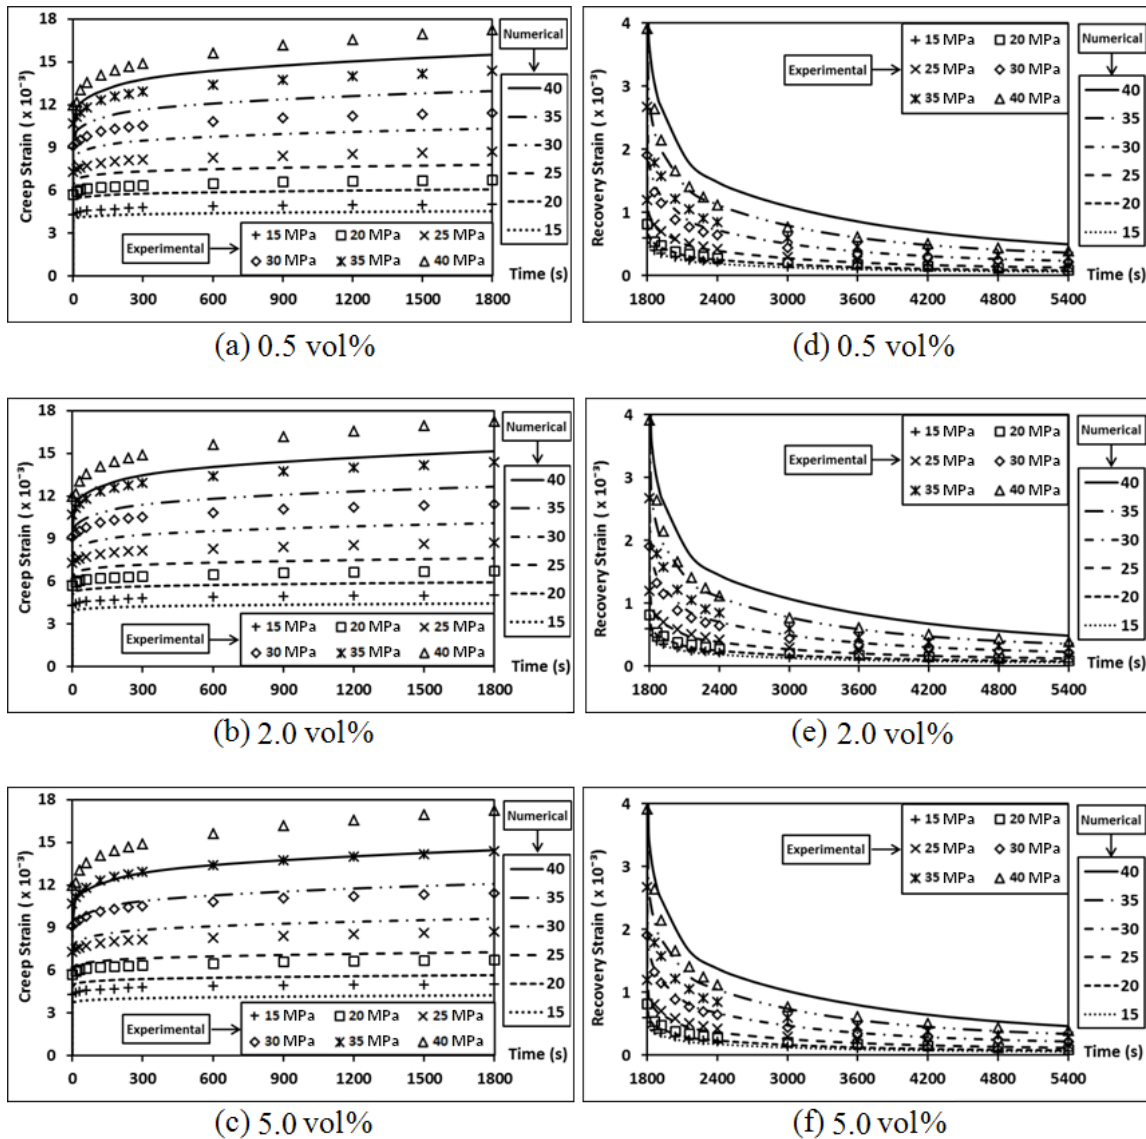 Creep Strain ( x 10⁻³)
18
15
12
9
6
3
0
0 300 600 900 1200 1500 1800
Time (s)
Experimental
15 MPa 20 MPa 25 MPa
30 MPa 35 MPa 40 MPa
Numerical
40
35
30
25
20
15
(a) 0.5 vol%
Recovery Strain ( x 10⁻³)
4
3
2
1
0
1800 2400 3000 3600 4200 4800 5400
Time (s)
Experimental
15 MPa 20 MPa
25 MPa 30 MPa
35 MPa 40 MPa
Numerical
40
35
30
25
20
15
(d) 0.5 vol%
Creep Strain ( x 10⁻³)
18
15
12
9
6
3
0
0 300 600 900 1200 1500 1800
Time (s)
Experimental
15 MPa 20 MPa 25 MPa
30 MPa 35 MPa 40 MPa
Numerical
40
35
30
25
20
15
(b) 2.0 vol%
Recovery Strain ( x 10⁻³)
4
3
2
1
0
1800 2400 3000 3600 4200 4800 5400
Time (s)
Experimental
15 MPa 20 MPa
25 MPa 30 MPa
35 MPa 40 MPa
Numerical
40
35
30
25
20
15
(e) 2.0 vol%
Creep Strain ( x 10⁻³)
18
15
12
9
6
3
0
0 300 600 900 1200 1500 1800
Time (s)
Experimental
15 MPa 20 MPa 25 MPa
30 MPa 35 MPa 40 MPa
Numerical
40
35
30
25
20
15
(c) 5.0 vol%
Recovery Strain ( x 10⁻³)
4
3
2
1
0
1800 2400 3000 3600 4200 4800 5400
Time (s)
Experimental
15 MPa 20 MPa
25 MPa 30 MPa
35 MPa 40 MPa
Numerical
40
35
30
25
20
15
(f) 5.0 vol%